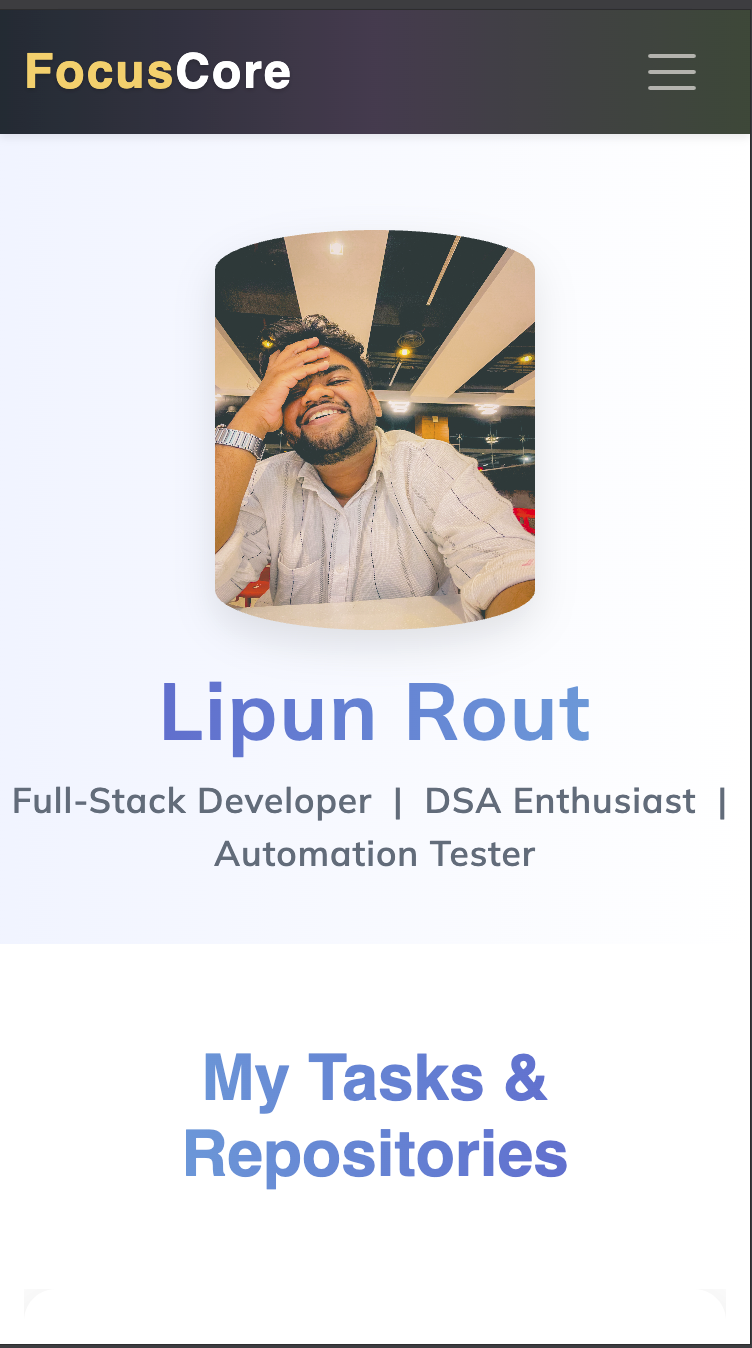 FocusCore
Lipun Rout
Full-Stack Developer | DSA Enthusiast |
Automation Tester
My Tasks &
Repositories